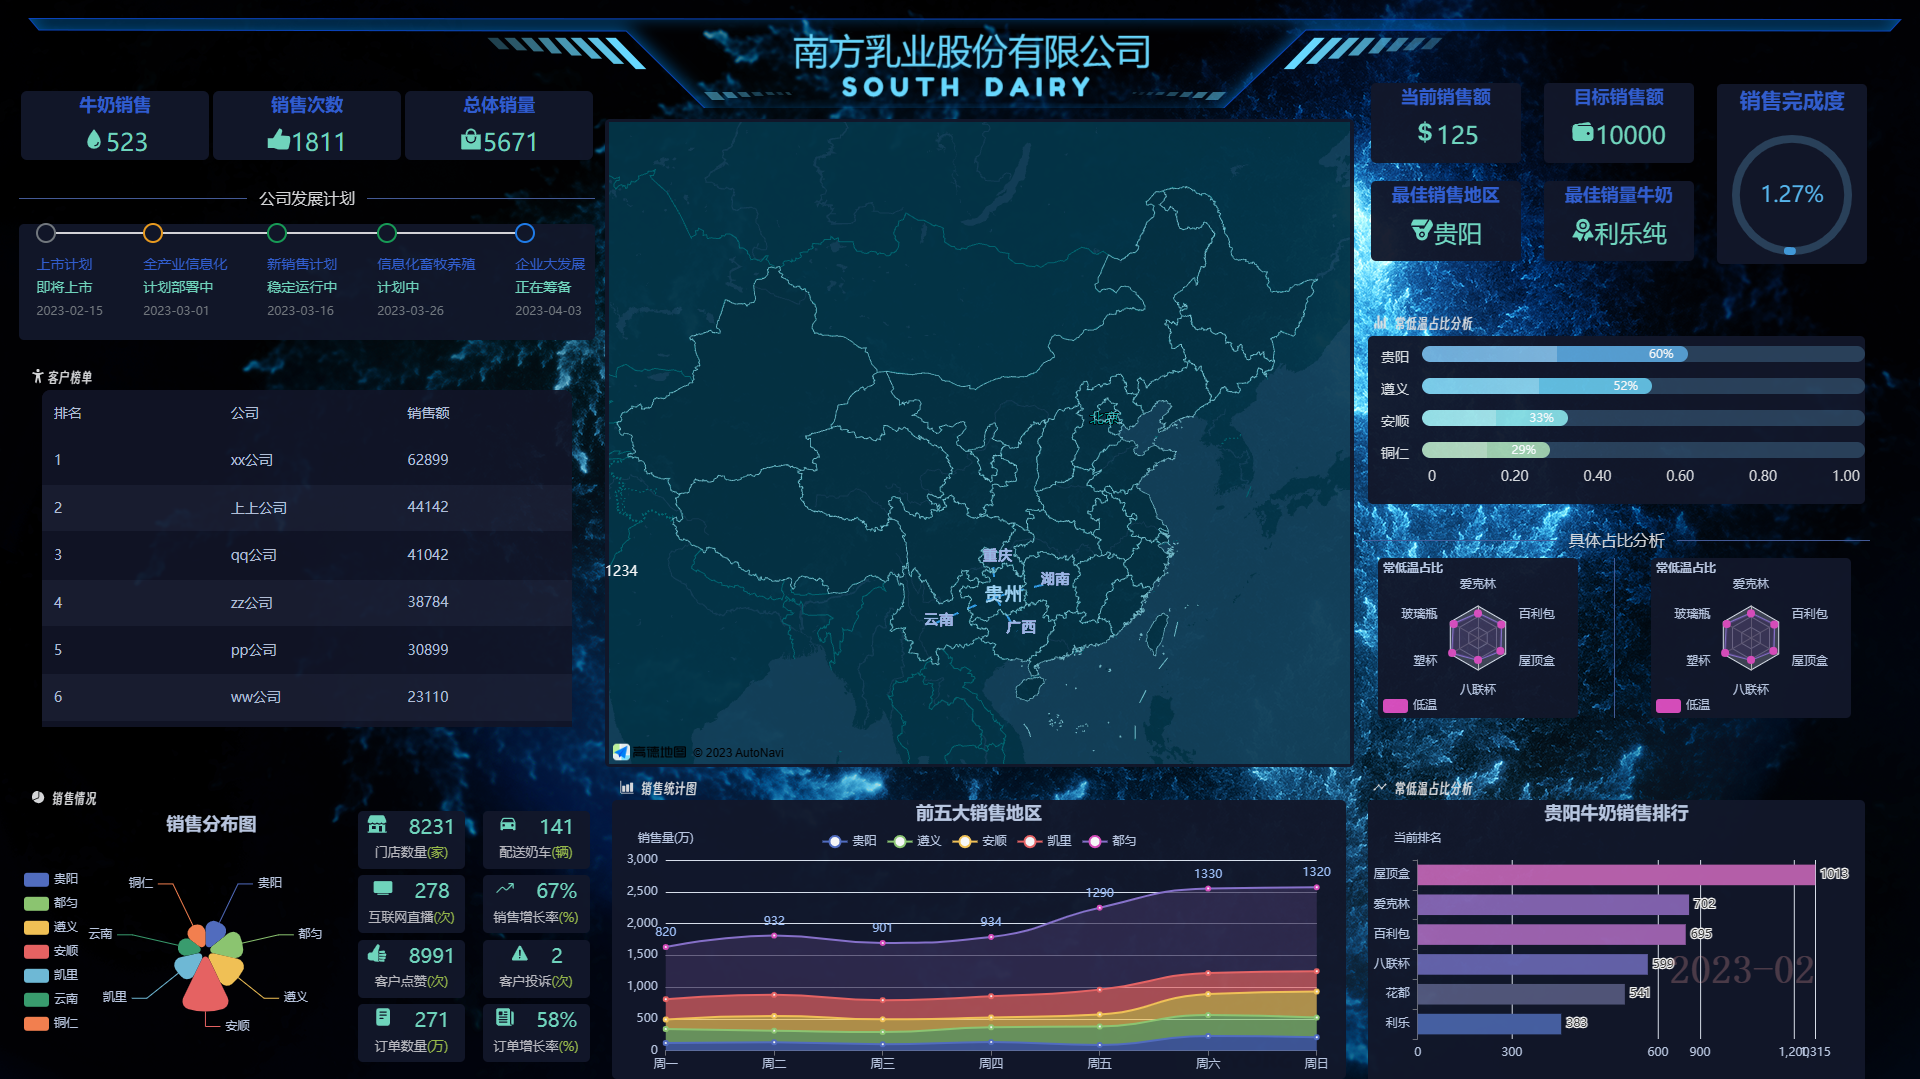 南方乳业股份有限公司
SOUTH DAIRY
牛奶销售
523
销售次数
1811
总体销量
5671
公司发展计划
上市计划
即将上市
2023-02-15
全产业信息化
计划部署中
2023-03-01
新销售计划
稳定运行中
2023-03-16
信息化畜牧养殖
计划中
2023-03-26
企业大发展
正在筹备
2023-04-03
客户榜单
排名 公司 销售额
1 xx公司 62899
2 上上公司 44142
3 qq公司 41042
4 zz公司 38784
5 pp公司 30899
6 ww公司 23110
销售情况
销售分布图
贵阳
都匀
遵义
安顺
凯里
云南
铜仁
铜仁
贵阳
云南
都匀
凯里
遵义
安顺
8231
门店数量(家)
141
配送奶车(辆)
278
互联网直播(次)
67%
销售增长率(%)
8991
客户点赞(次)
2
客户投诉(次)
271
订单数量(万)
58%
订单增长率(%)
1234
北京
重庆
湖南
贵州
云南
广西
高德地图 © 2023 AutoNavi
销售统计图
前五大销售地区
销售量(万)
贵阳 遵义 安顺 凯里 都匀
3,000
2,500
2,000
1,500
1,000
500
0
820 932 901 934 1290 1330 1320
周一 周二 周三 周四 周五 周六 周日
当前销售额
$125
目标销售额
10000
最佳销售地区
贵阳
最佳销量牛奶
利乐纯
销售完成度
1.27%
常低温占比分析
贵阳 60%
遵义 52%
安顺 33%
铜仁 29%
0 0.20 0.40 0.60 0.80 1.00
具体占比分析
常低温占比
爱克林
玻璃瓶 百利包
塑杯 屋顶盒
八联杯
低温
常低温占比
爱克林
玻璃瓶 百利包
塑杯 屋顶盒
八联杯
低温
常低温占比分析
贵阳牛奶销售排行
当前排名
屋顶盒 1013
爱克林 702
百利包 695
八联杯 599
花都 541
利乐 383
2023-02
0 300 600 900 1,200 1,315